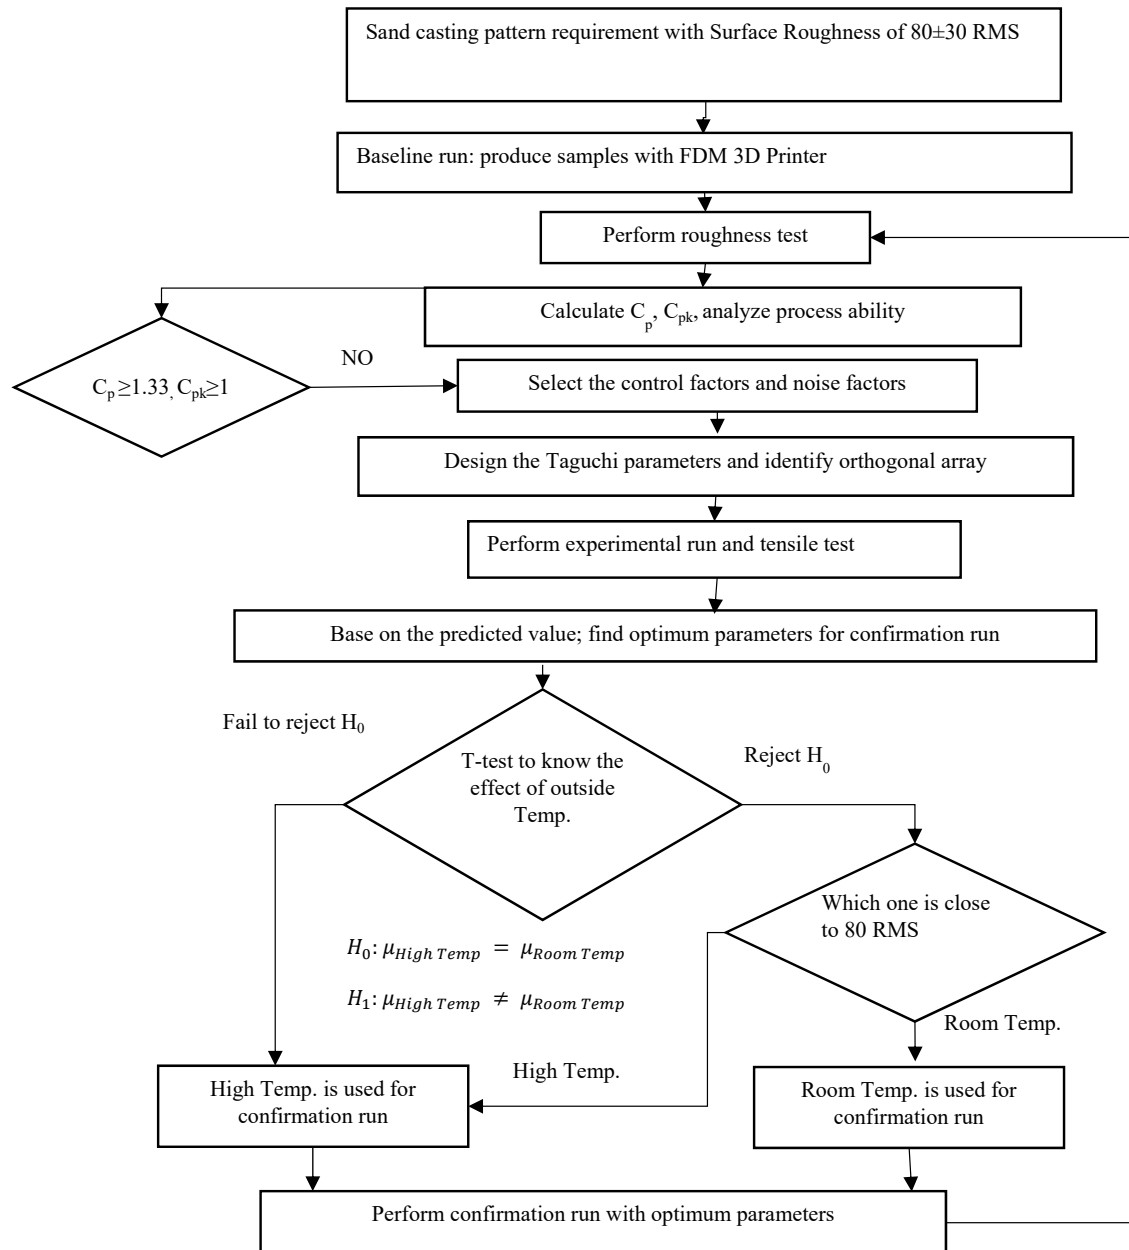 Sand casting pattern requirement with Surface Roughness of 80±30 RMS
Baseline run: produce samples with FDM 3D Printer
Perform roughness test
Calculate Cp, Cpk, analyze process ability
NO
Cp ≥1.33, Cpk≥1
Select the control factors and noise factors
Design the Taguchi parameters and identify orthogonal array
Perform experimental run and tensile test
Base on the predicted value; find optimum parameters for confirmation run
Fail to reject H0
Reject H0
T-test to know the
effect of outside
Temp.
Which one is close
to 80 RMS
H0: μHigh Temp = μRoom Temp
H1: μHigh Temp ≠ μRoom Temp
Room Temp.
High Temp.
High Temp. is used for
confirmation run
Room Temp. is used for
confirmation run
Perform confirmation run with optimum parameters